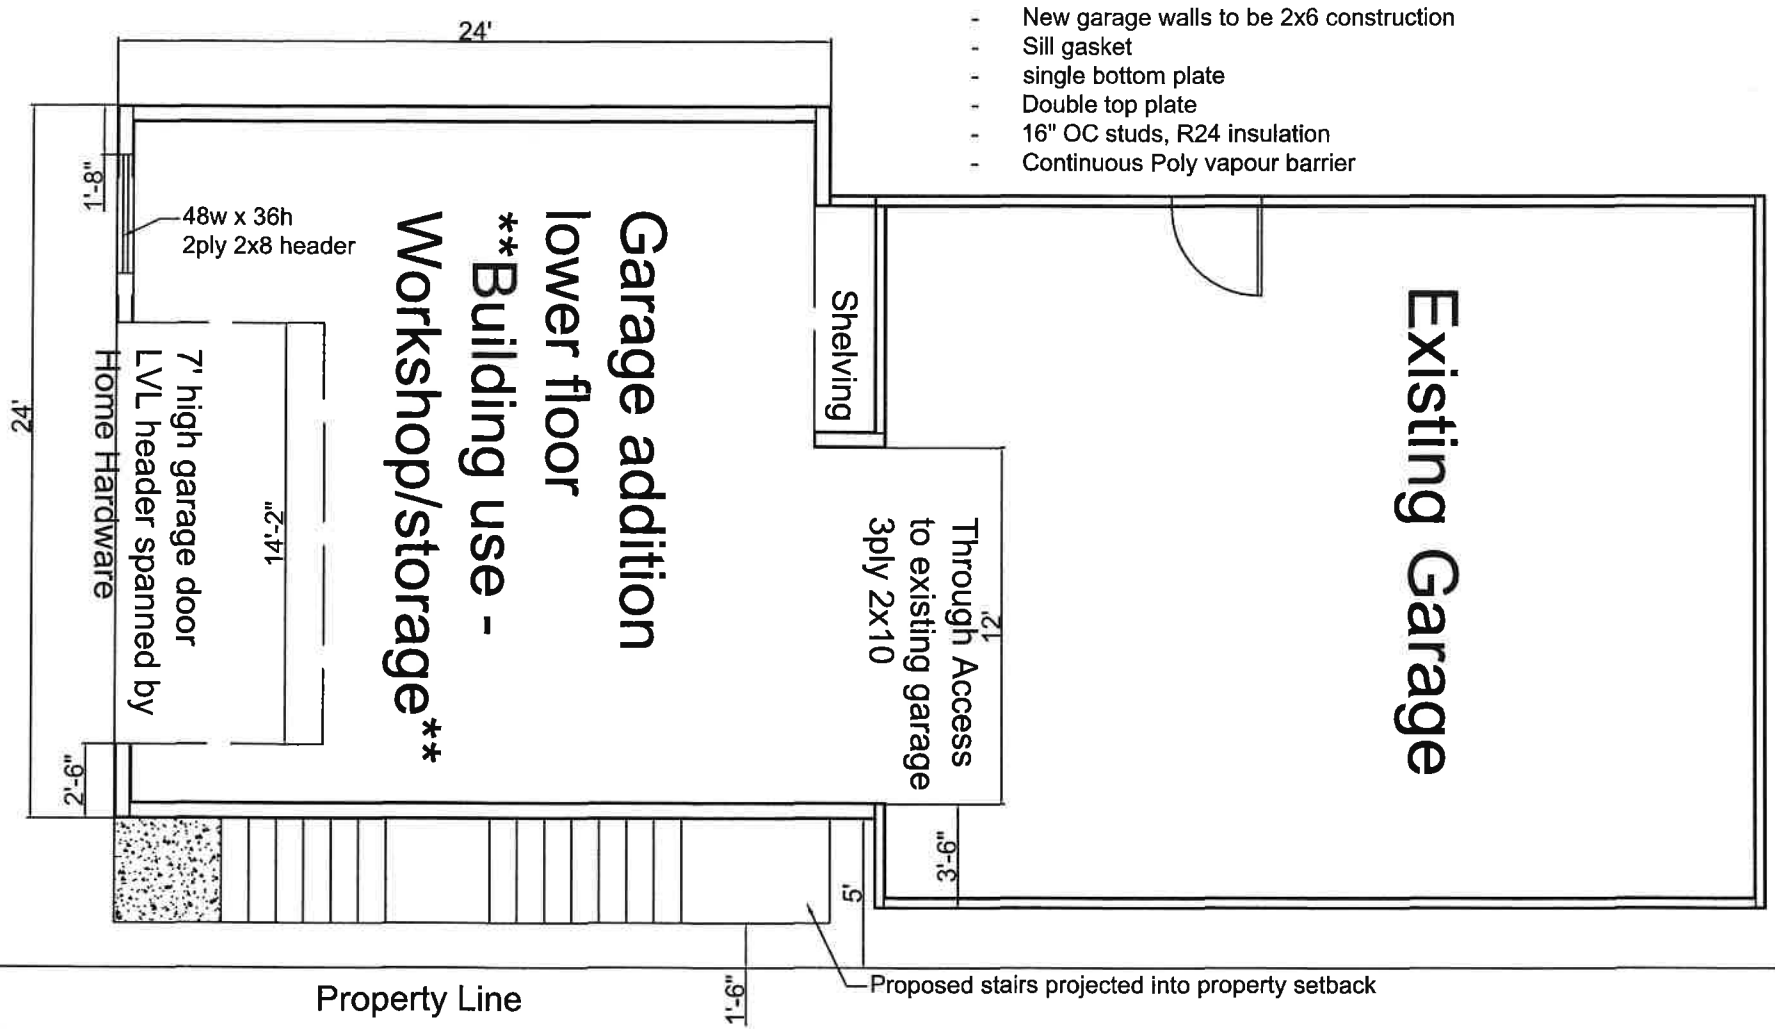 - New garage walls to be 2x6 construction
- Sill gasket
- single bottom plate
- Double top plate
- 16" OC studs, R24 insulation
- Continuous Poly vapour barrier
24'
24'
1'-8"
48w x 36h
2ply 2x8 header
7' high garage door
LVL header spanned by
Home Hardware
14'-2"
2'-6"
Garage addition
lower floor
**Building use -
Workshop/storage**
Shelving
Through Access
to existing garage
3ply 2x10
12'
Existing Garage
3'-6"
5'
1'-6"
Proposed stairs projected into property setback
Property Line